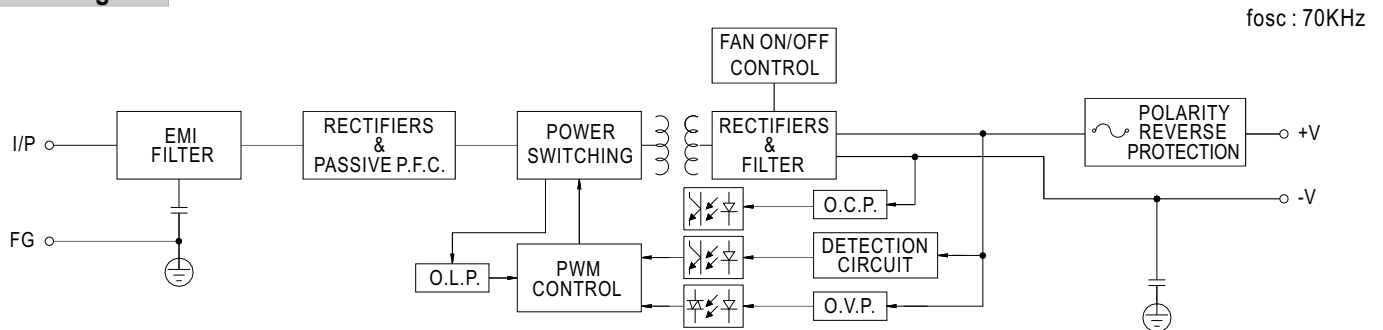 fosc : 70KHz
FAN ON/OFF
CONTROL
I/P
EMI
FILTER
RECTIFIERS
&
PASSIVE P.F.C.
POWER
SWITCHING
RECTIFIERS
&
FILTER
POLARITY
REVERSE
PROTECTION
+V
-V
O.C.P.
FG
DETECTION
CIRCUIT
O.L.P.
PWM
CONTROL
O.V.P.